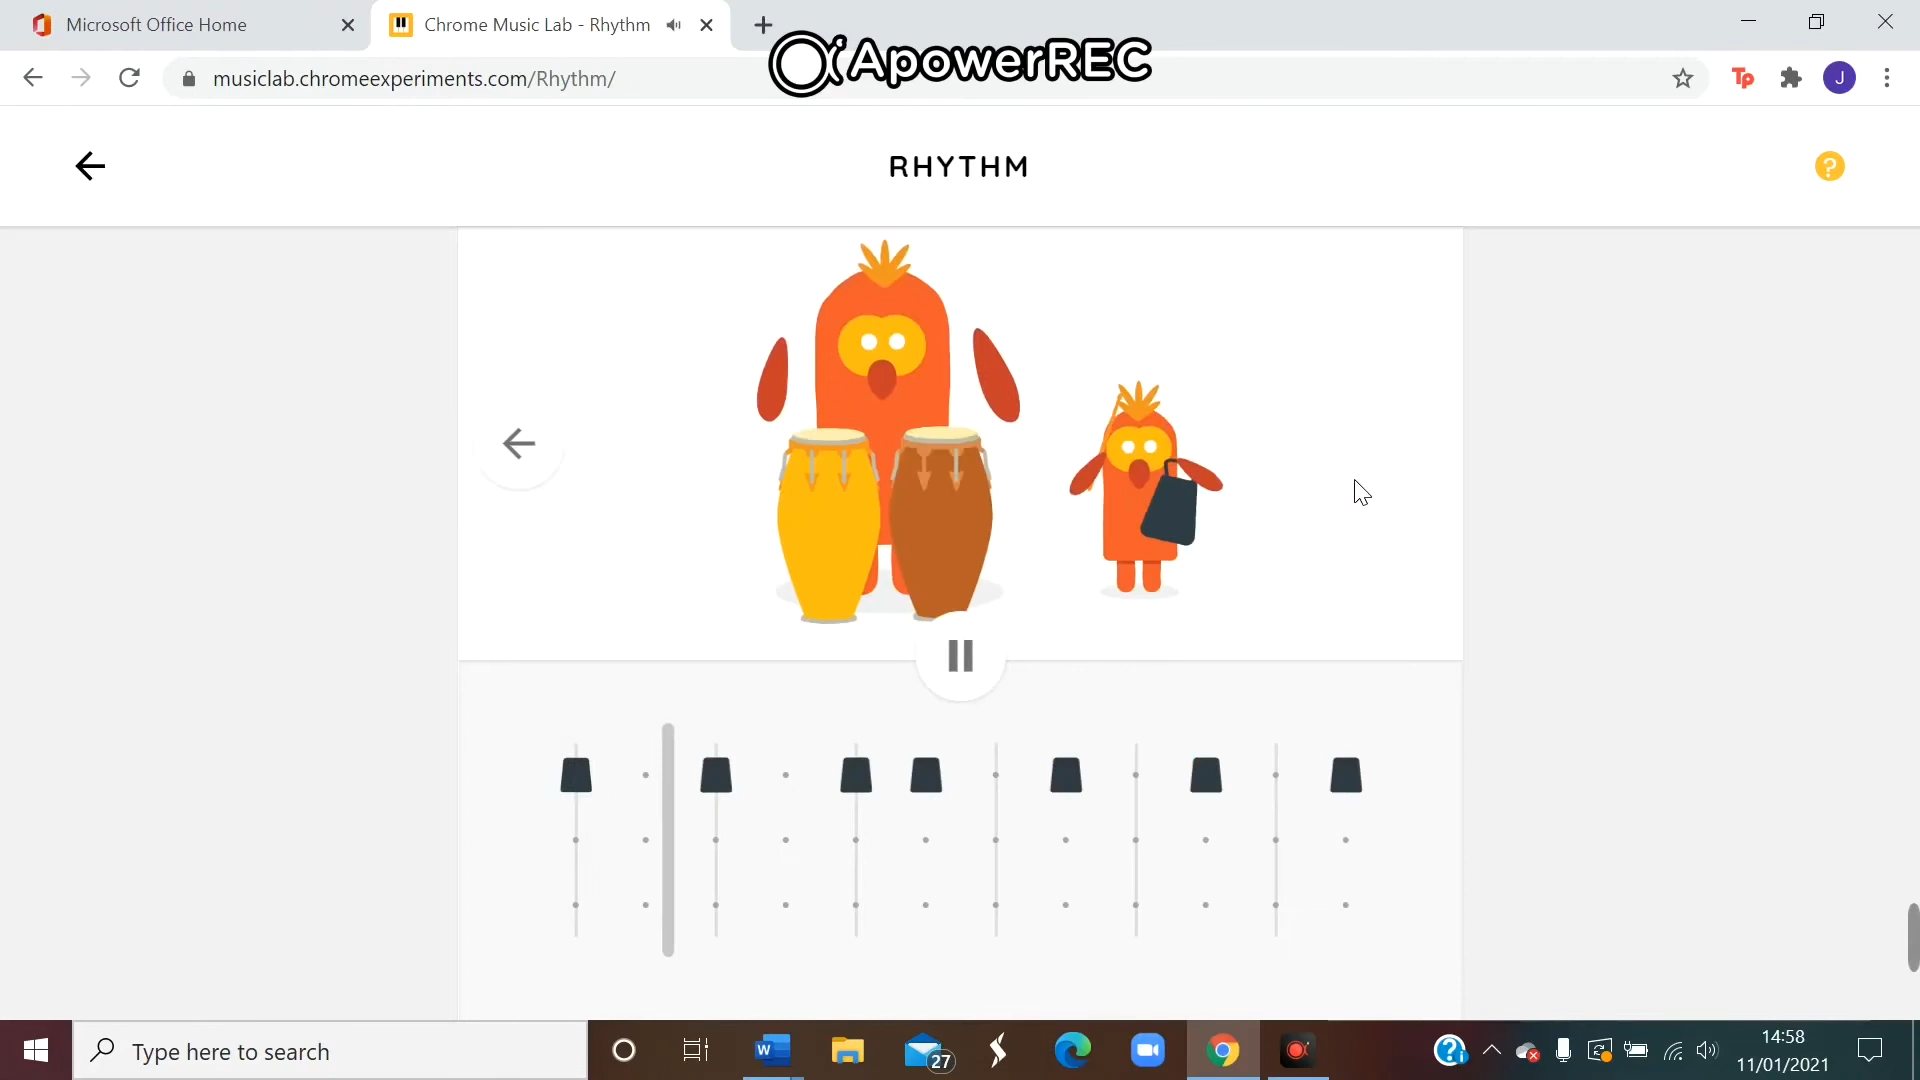 Microsoft Office Home
Chrome Music Lab - Rhythm
ApowerREC
musiclab.chromeexperiments.com/Rhythm/
Tp
J
RHYTHM
?
Type here to search
W
27
?
14:58
11/01/2021